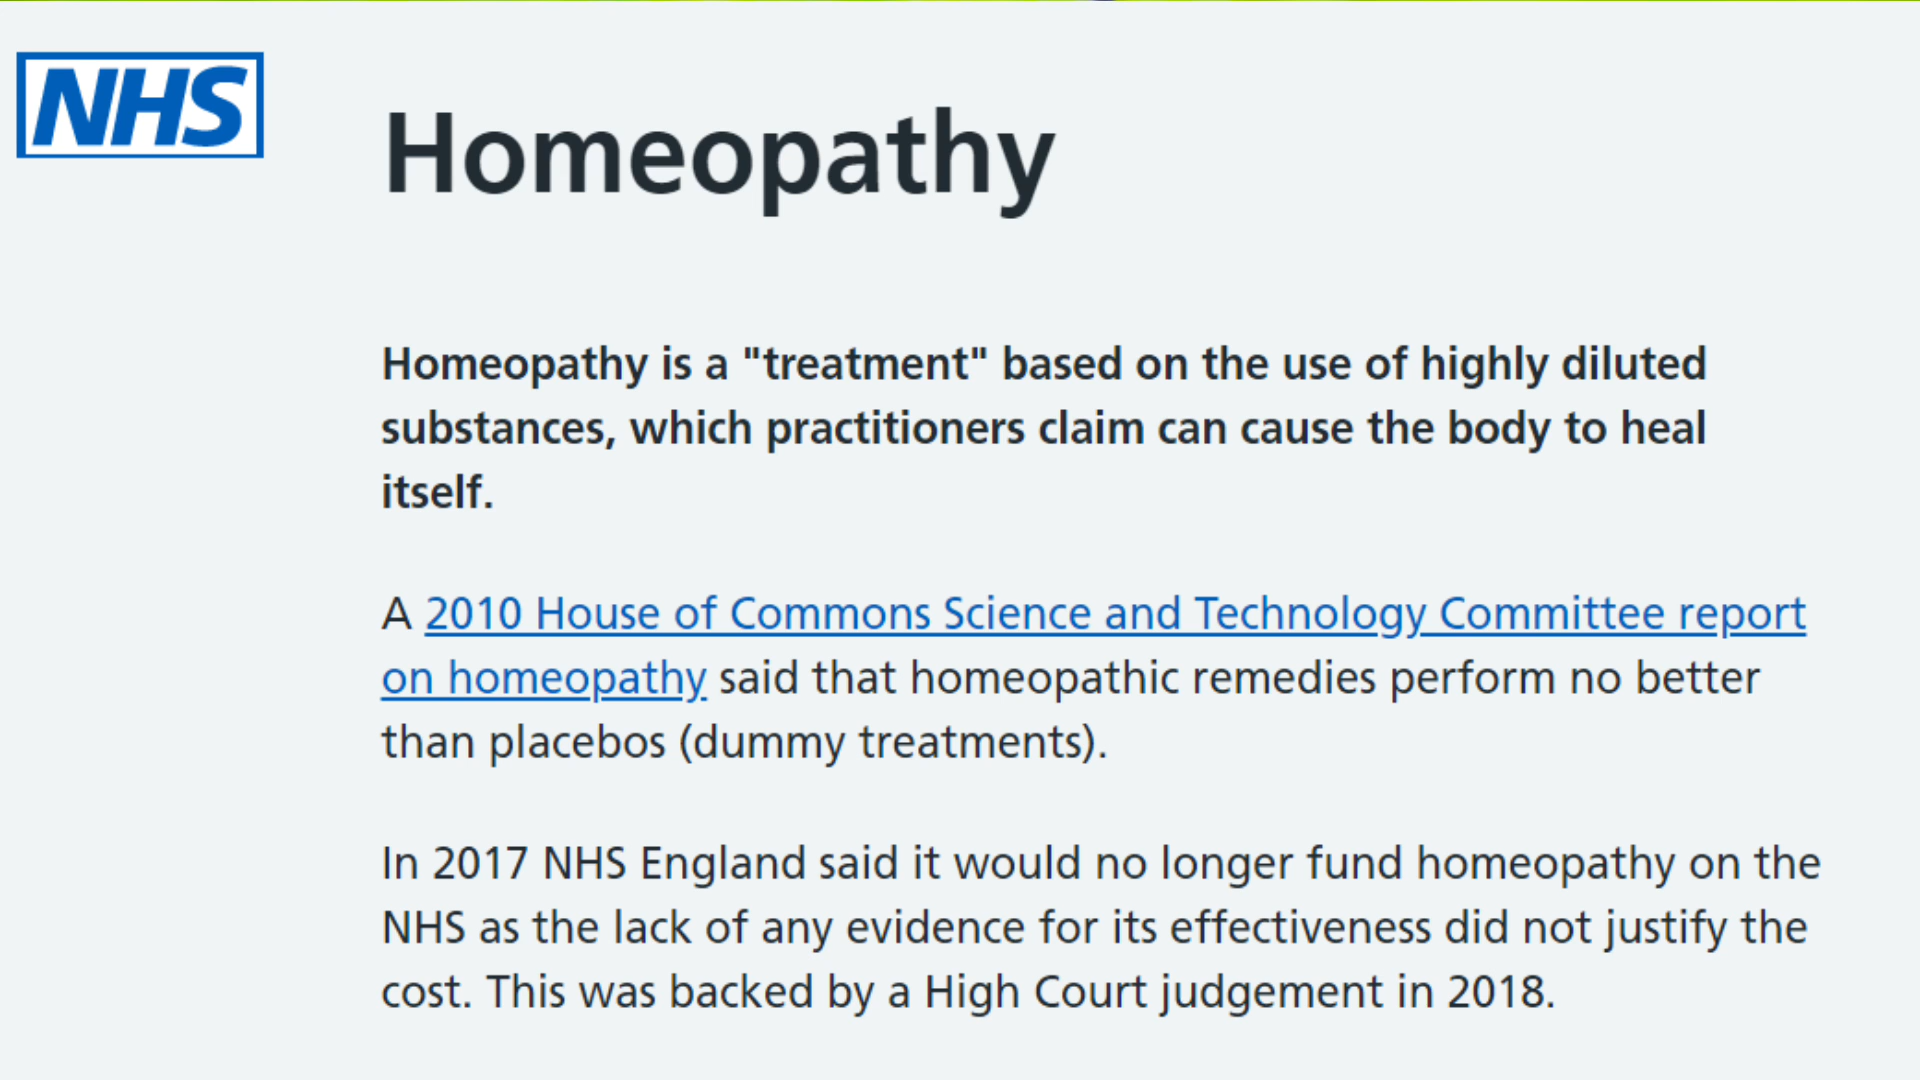 NHS
Homeopathy
Homeopathy is a "treatment" based on the use of highly diluted
substances, which practitioners claim can cause the body to heal
itself.
A 2010 House of Commons Science and Technology Committee report
on homeopathy said that homeopathic remedies perform no better
than placebos (dummy treatments).
In 2017 NHS England said it would no longer fund homeopathy on the
NHS as the lack of any evidence for its effectiveness did not justify the
cost. This was backed by a High Court judgement in 2018.